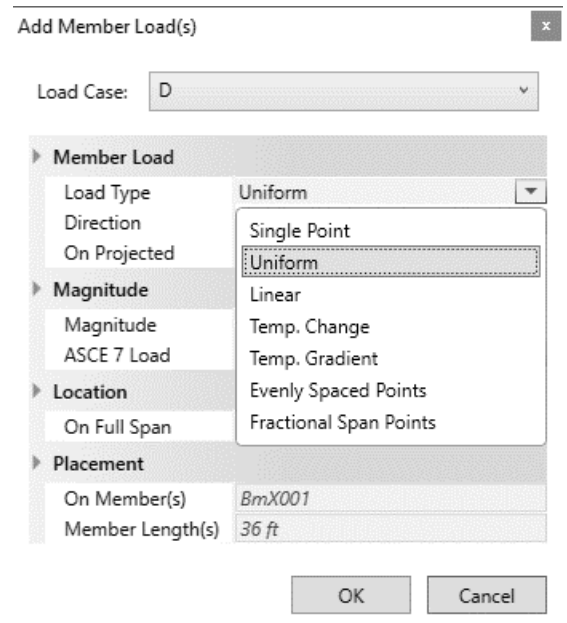 Add Member Load(s)
x
Load Case: D
Member Load
Load Type Uniform
Direction
Single Point
On Projected
Uniform
Magnitude
Linear
Magnitude
Temp. Change
ASCE 7 Load
Temp. Gradient
Location
Evenly Spaced Points
On Full Span
Fractional Span Points
Placement
On Member(s) BmX001
Member Length(s) 36 ft
OK Cancel